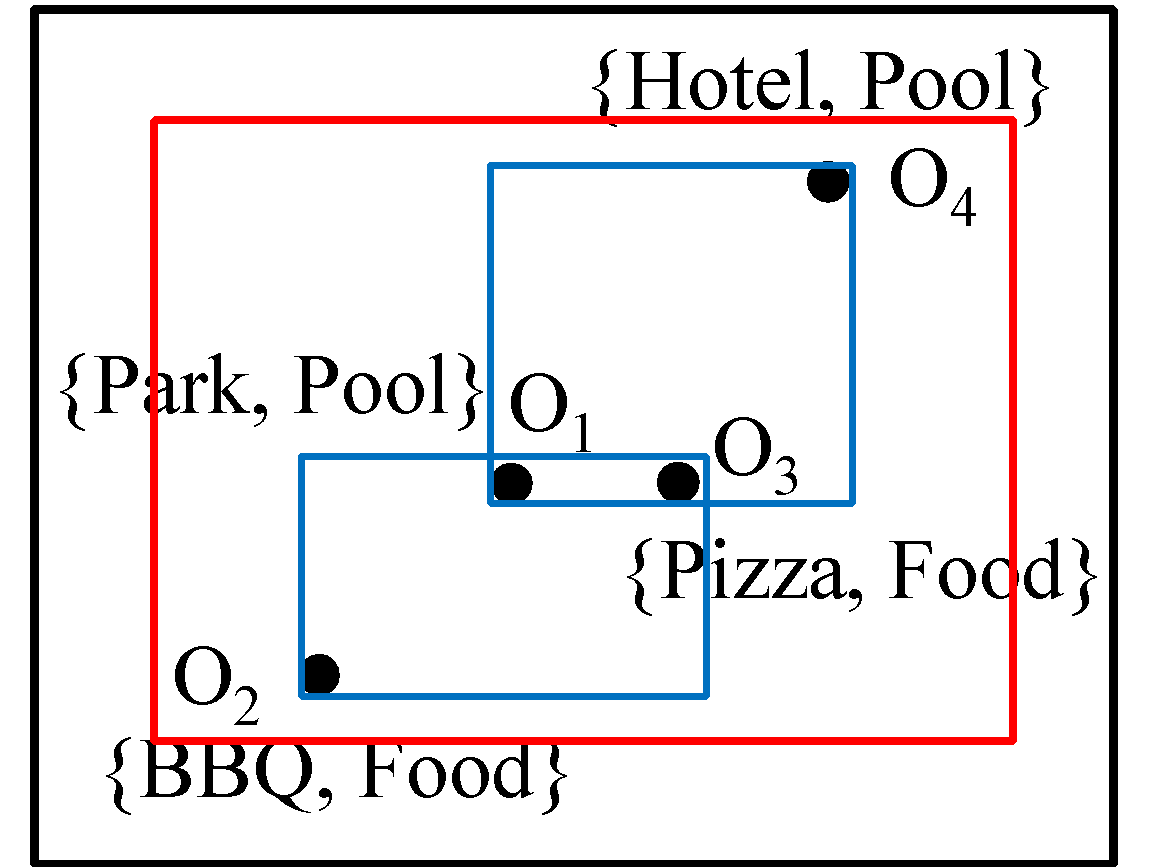 {Hotel, Pool}
O4
{Park, Pool}
O1
O3
{Pizza, Food}
O2
{BBQ, Food}